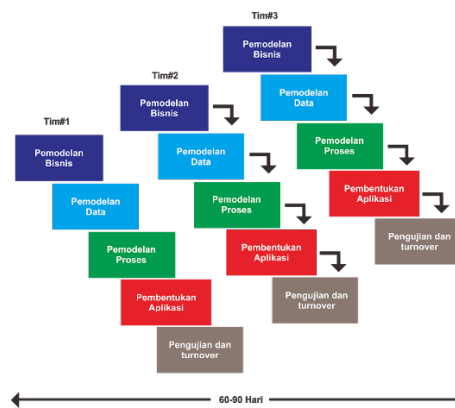 Tim#3
Pemodelan
Bisnis
Pemodelan
Data
Pemodelan
Proses
Pembentukan
Aplikasi
Pengujian dan
turnover
Tim#2
Pemodelan
Bisnis
Pemodelan
Data
Pemodelan
Proses
Pembentukan
Aplikasi
Pengujian dan
turnover
Tim#1
Pemodelan
Bisnis
Pemodelan
Data
Pemodelan
Proses
Pembentukan
Aplikasi
Pengujian dan
turnover
60-90 Hari